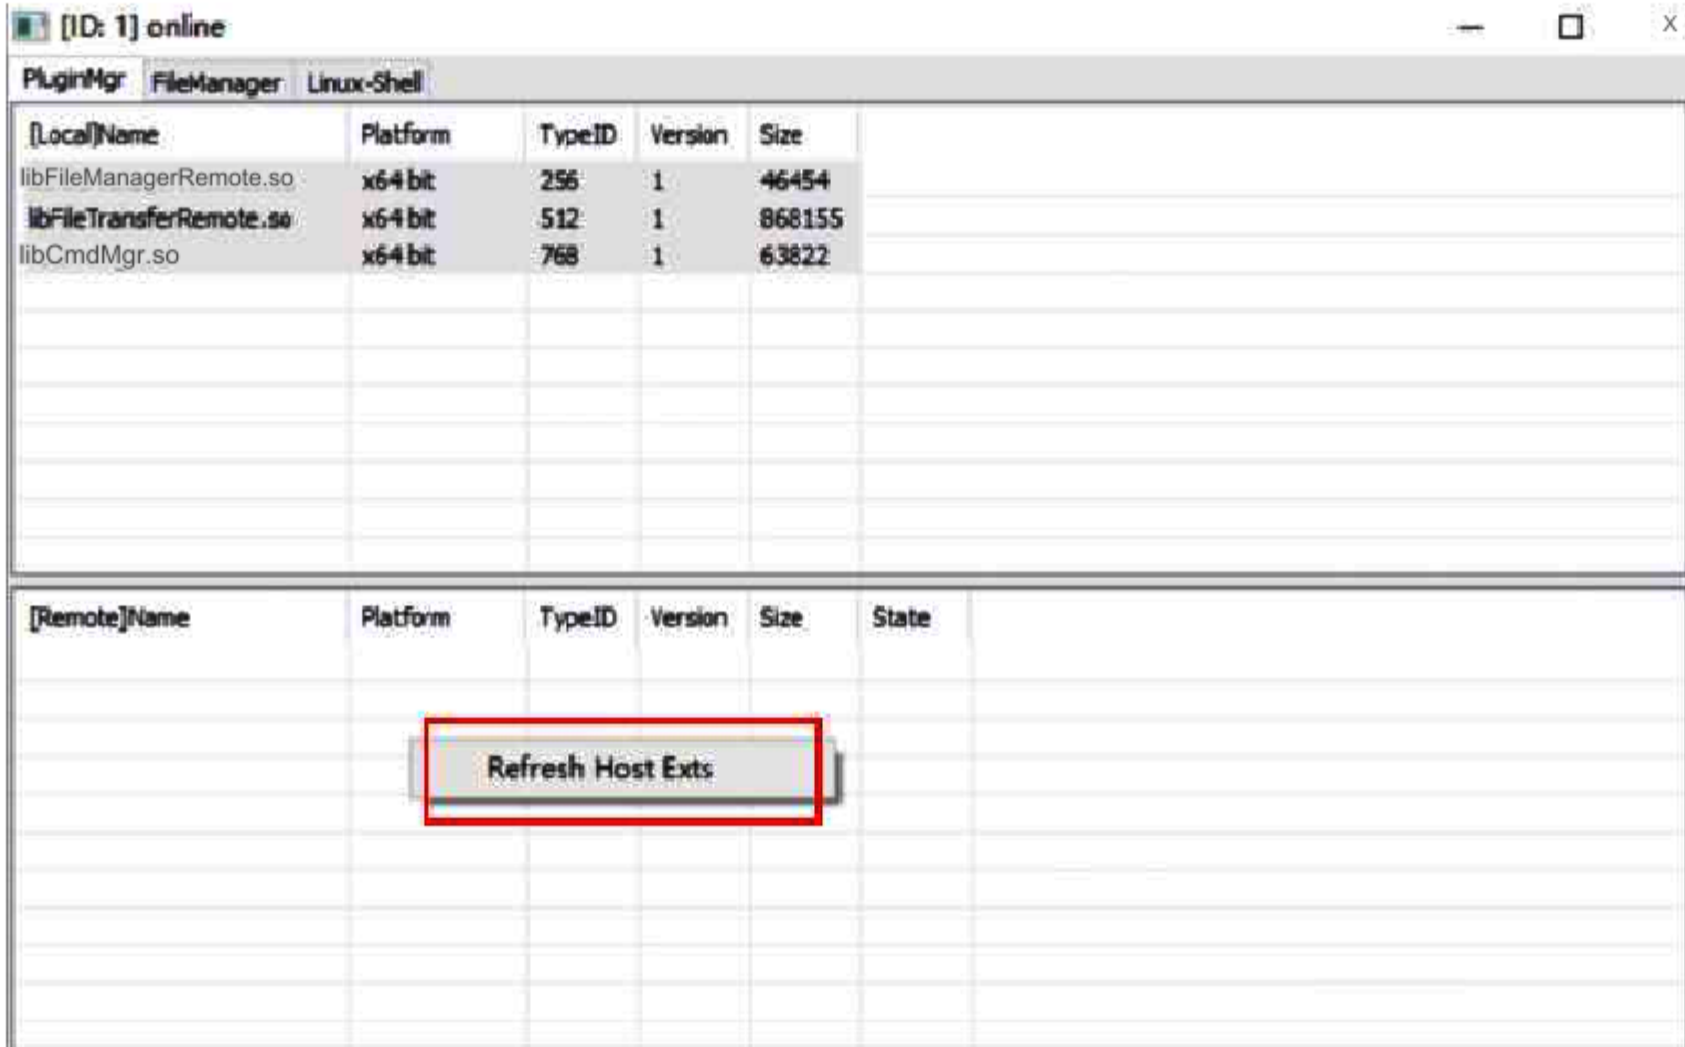 [ID: 1] online
PluginMgr FileManager Linux-Shell
[Local]Name Platform TypeID Version Size
libFileManagerRemote.so x64 bit 256 1 46454
libFileTransferRemote.so x64 bit 512 1 868155
libCmdMgr.so x64 bit 768 1 63822
[Remote]Name Platform TypeID Version Size State
Refresh Host Exts